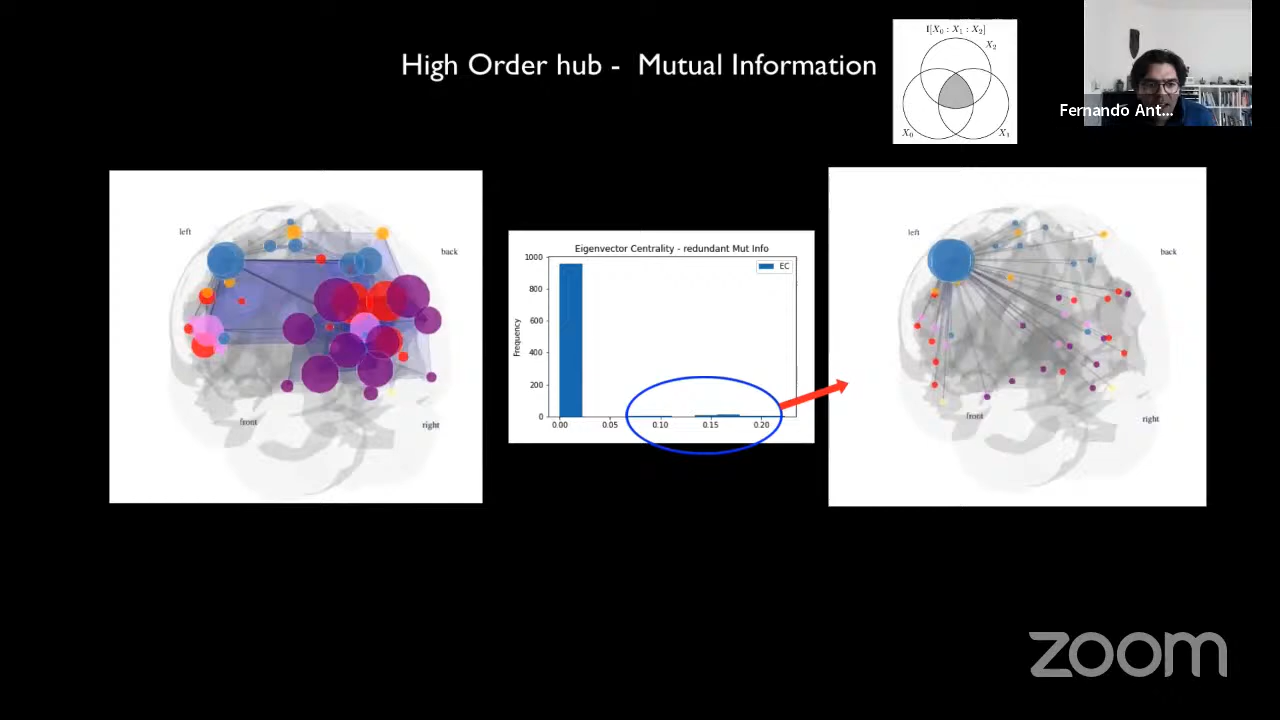 High Order hub - Mutual Information
I[X₀ : X₁ : X₂]
X₂
X₀
X₁
Fernando Ant...
left
back
front
right
Eigenvector Centrality - redundant Mut Info
EC
Frequency
1000
800
600
400
200
0
0.00 0.05 0.10 0.15 0.20
left
back
front
right
zoom